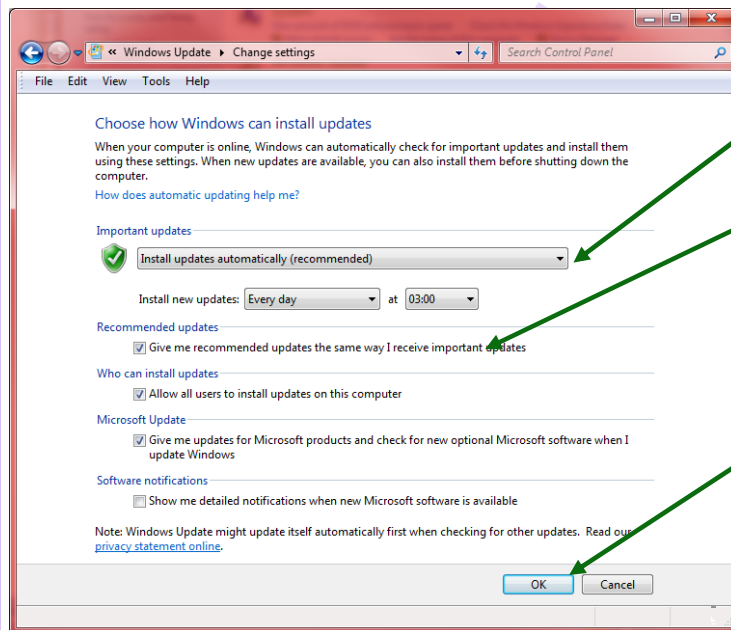 « Windows Update ▸ Change settings
Search Control Panel
File Edit View Tools Help
Choose how Windows can install updates
When your computer is online, Windows can automatically check for important updates and install them
using these settings. When new updates are available, you can also install them before shutting down the
computer.
How does automatic updating help me?
Important updates
Install updates automatically (recommended)
Install new updates: Every day at 03:00
Recommended updates
Give me recommended updates the same way I receive important updates
Who can install updates
Allow all users to install updates on this computer
Microsoft Update
Give me updates for Microsoft products and check for new optional Microsoft software when I
update Windows
Software notifications
Show me detailed notifications when new Microsoft software is available
Note: Windows Update might update itself automatically first when checking for other updates. Read our
privacy statement online.
OK Cancel